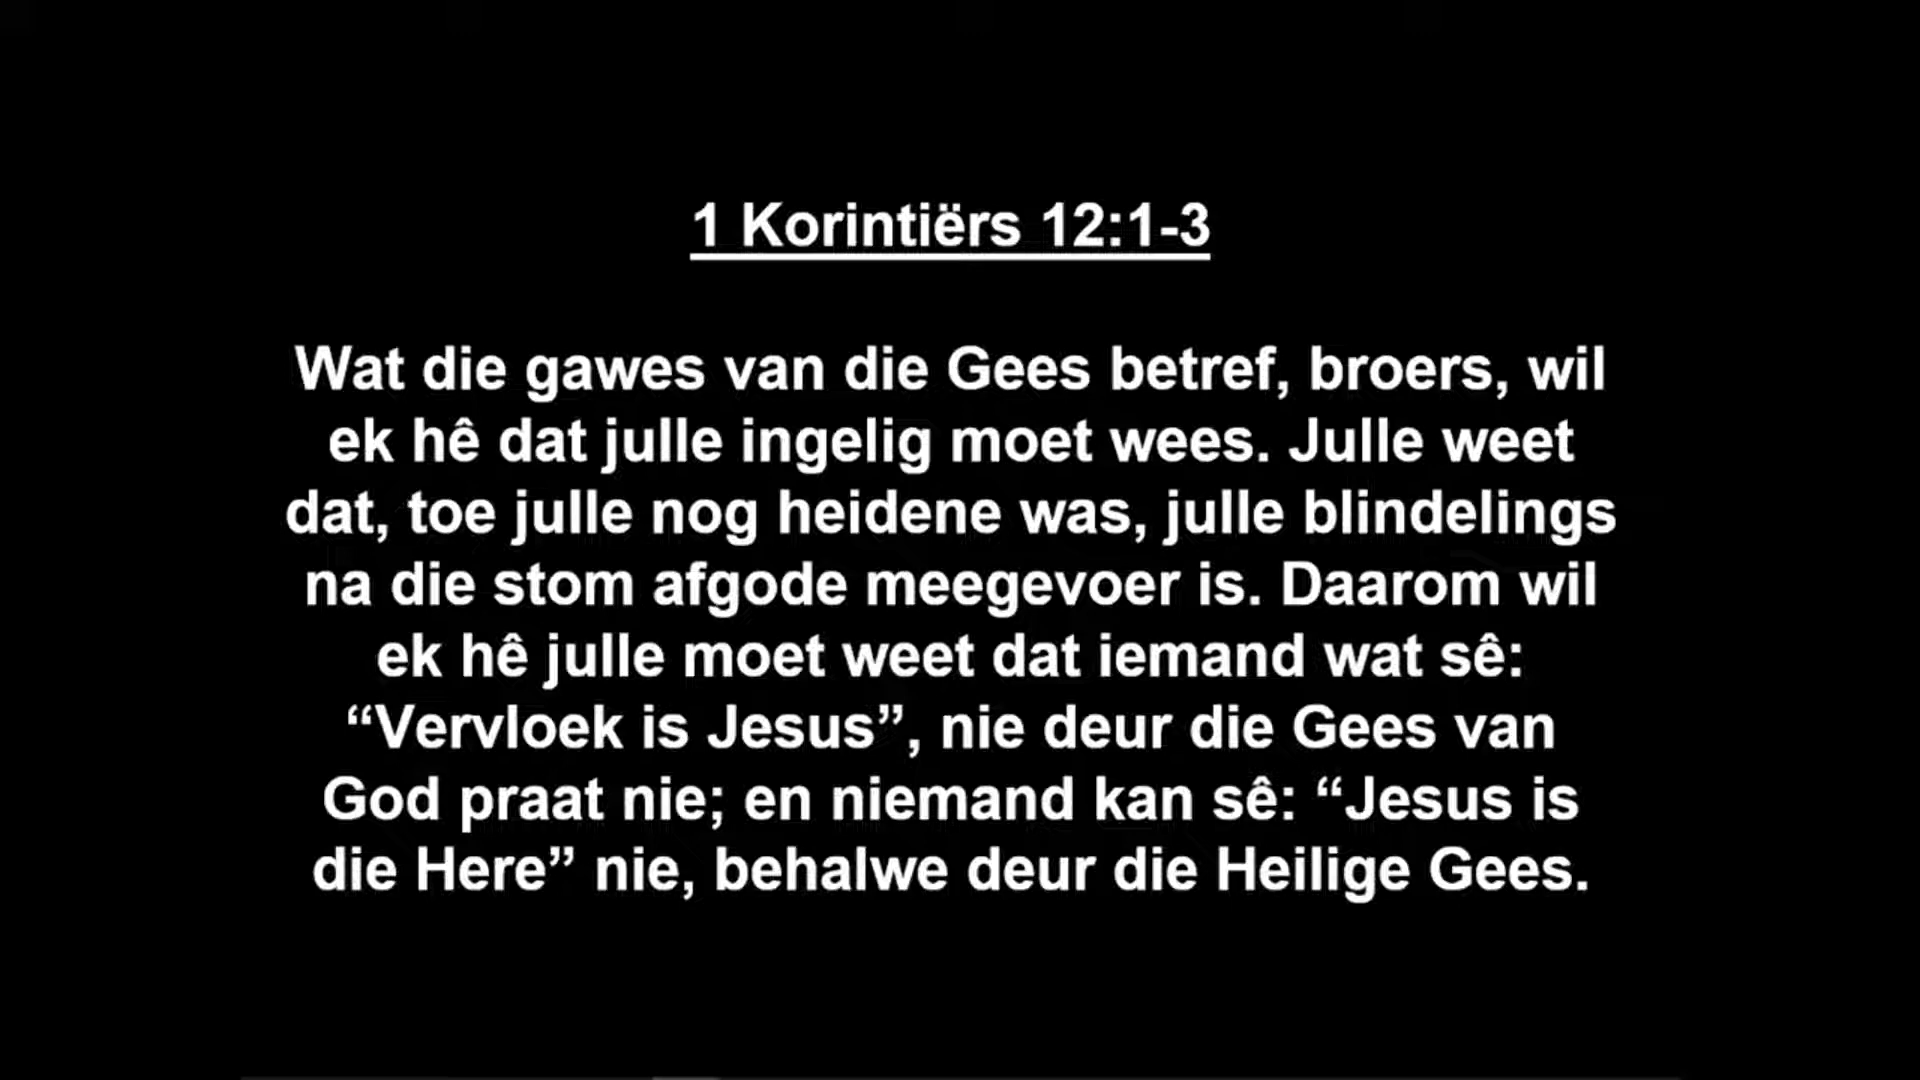 1 Korintiërs 12:1-3
Wat die gawes van die Gees betref, broers, wil
ek hê dat julle ingelig moet wees. Julle weet
dat, toe julle nog heidene was, julle blindelings
na die stom afgode meegevoer is. Daarom wil
ek hê julle moet weet dat iemand wat sê:
“Vervloek is Jesus”, nie deur die Gees van
God praat nie; en niemand kan sê: “Jesus is
die Here” nie, behalwe deur die Heilige Gees.